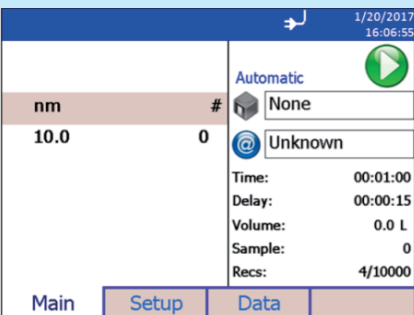 1/20/2017
16:06:55
Automatic
nm #
None
10.0 0
@ Unknown
Time: 00:01:00
Delay: 00:00:15
Volume: 0.0 L
Sample: 0
Recs: 4/10000
Main Setup Data